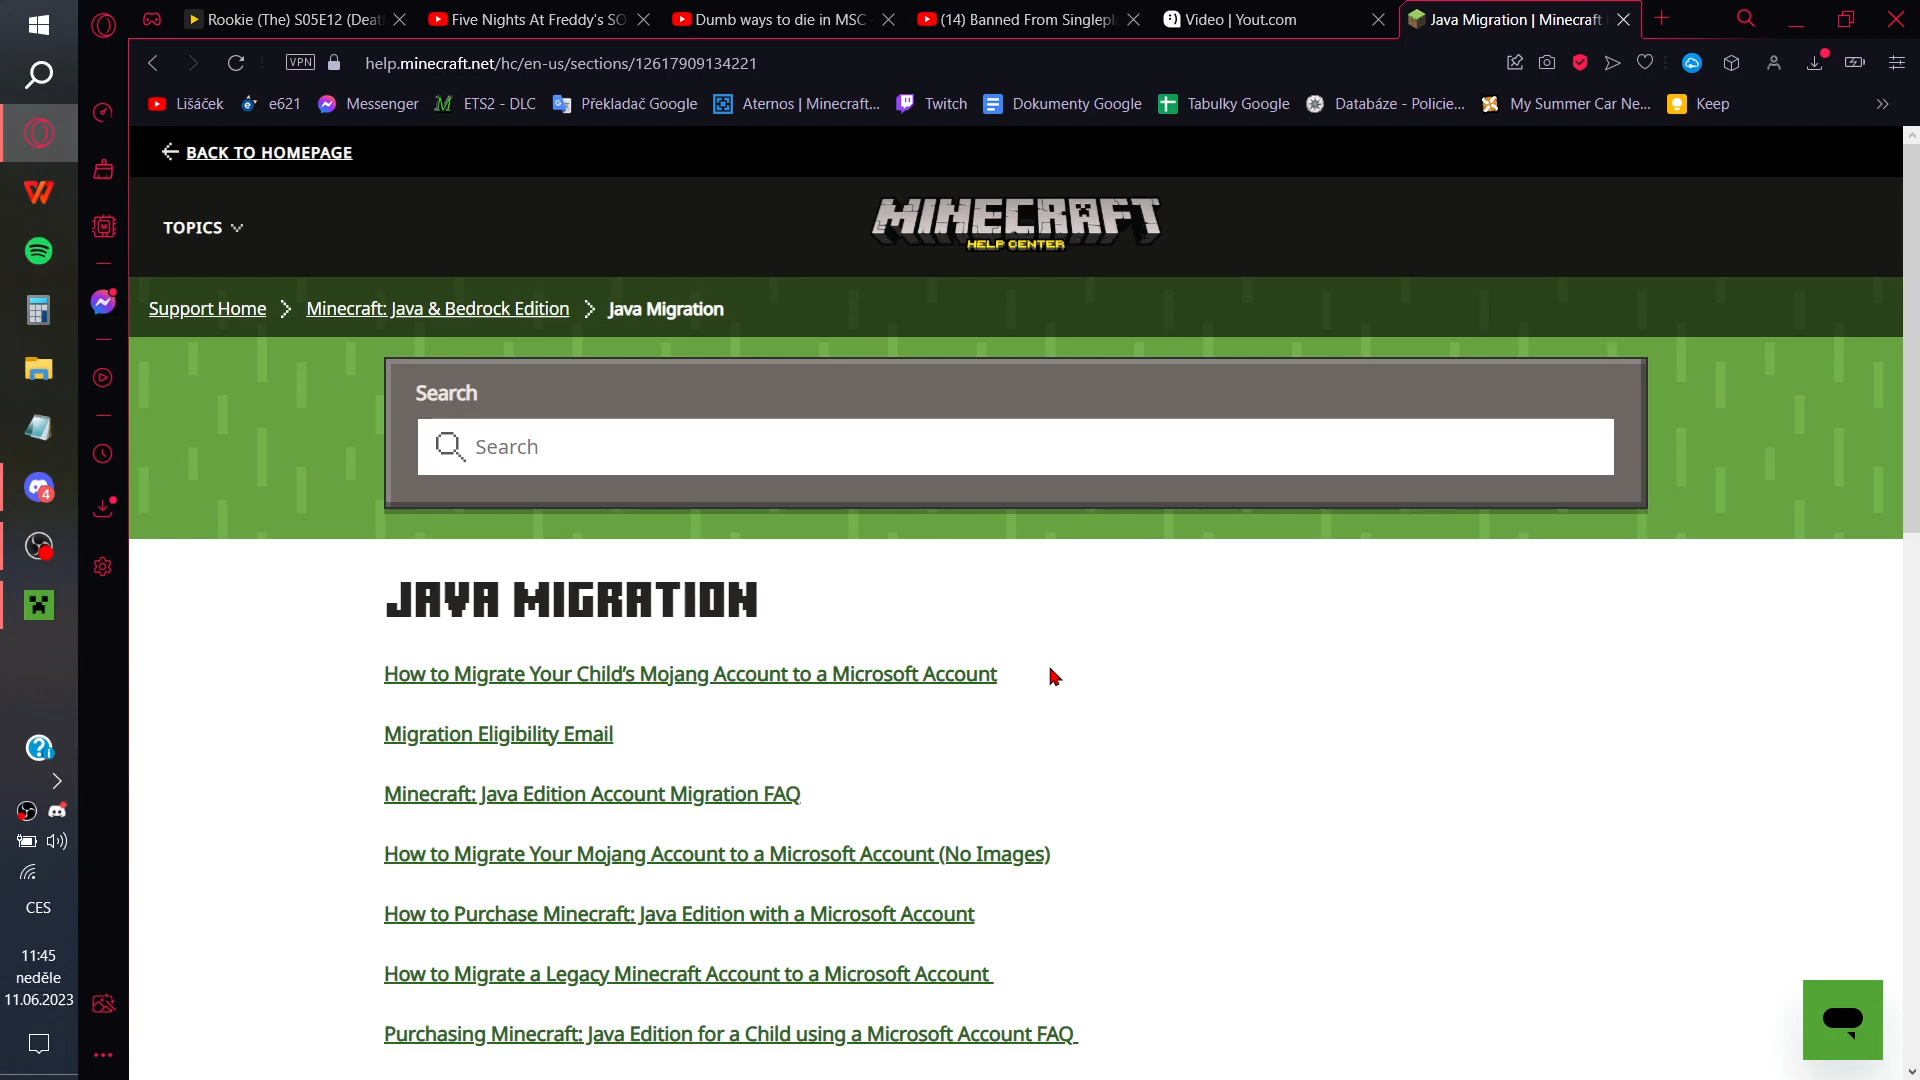 Rookie (The) S05E12 (Deat
Five Nights At Freddy's SO
Dumb ways to die in MSC
(14) Banned From Singlepl
Video | Yout.com
Java Migration | Minecraft
VPN
help.minecraft.net/hc/en-us/sections/12617909134221
Lišáček
e621
Messenger
ETS2 - DLC
Překladač Google
Aternos | Minecraft...
Twitch
Dokumenty Google
Tabulky Google
Databáze - Policie...
My Summer Car Ne...
Keep
BACK TO HOMEPAGE
TOPICS
MINECRAFT
HELP CENTER
Support Home
Minecraft: Java & Bedrock Edition
Java Migration
Search
Search
JAVA MIGRATION
How to Migrate Your Child's Mojang Account to a Microsoft Account
Migration Eligibility Email
Minecraft: Java Edition Account Migration FAQ
How to Migrate Your Mojang Account to a Microsoft Account (No Images)
How to Purchase Minecraft: Java Edition with a Microsoft Account
How to Migrate a Legacy Minecraft Account to a Microsoft Account
Purchasing Minecraft: Java Edition for a Child using a Microsoft Account FAQ
4
CES
11:45
neděle
11.06.2023